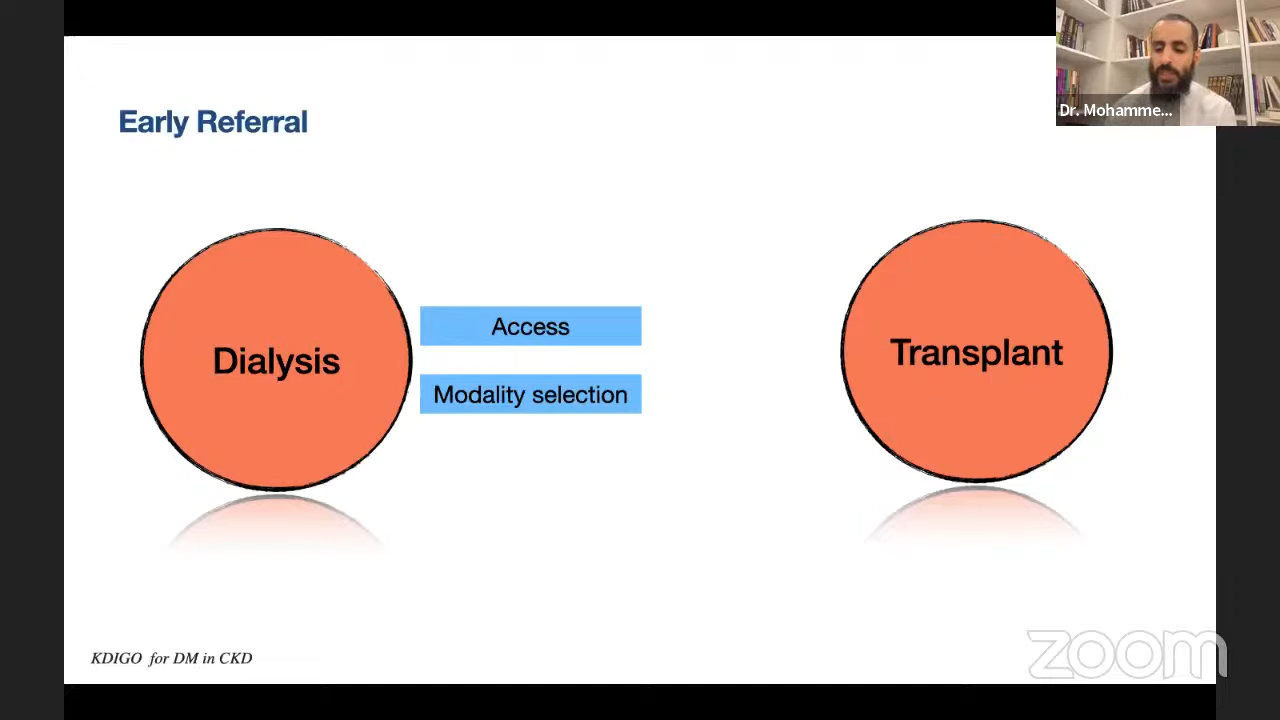 Dr. Mohamme...
Early Referral
Dialysis
Access
Modality selection
Transplant
KDIGO for DM in CKD
zoom